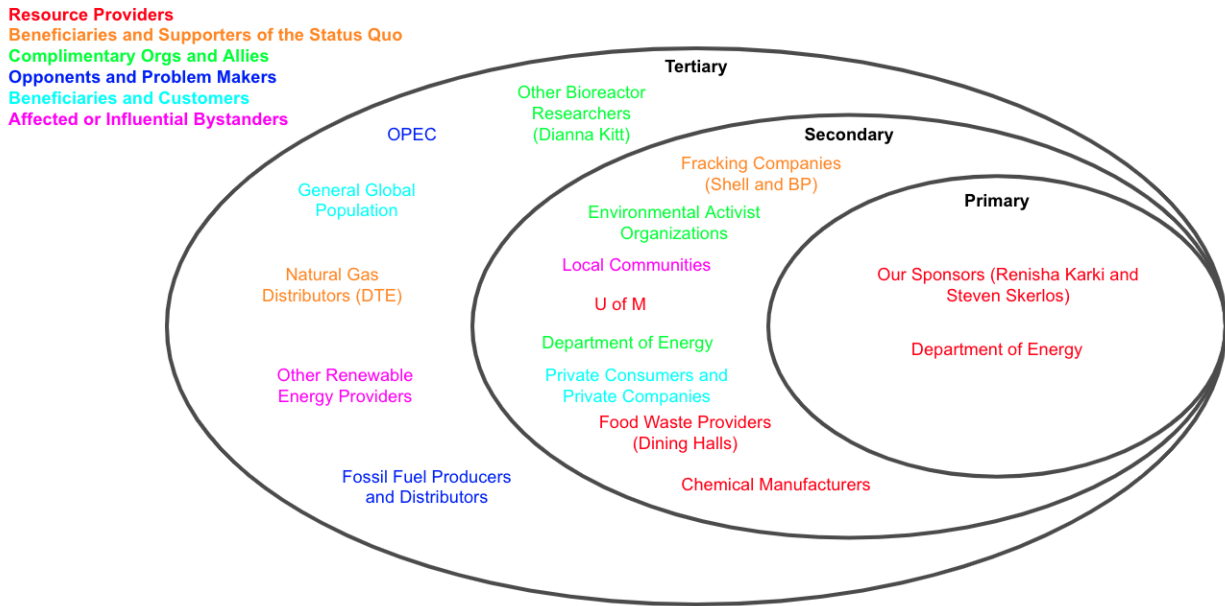 Resource Providers
Beneficiaries and Supporters of the Status Quo
Complimentary Orgs and Allies
Opponents and Problem Makers
Beneficiaries and Customers
Affected or Influential Bystanders
Tertiary
Other Bioreactor
Researchers
(Dianna Kitt)
OPEC
General Global
Population
Natural Gas
Distributors (DTE)
Other Renewable
Energy Providers
Fossil Fuel Producers
and Distributors
Secondary
Fracking Companies
(Shell and BP)
Environmental Activist
Organizations
Local Communities
U of M
Department of Energy
Private Consumers and
Private Companies
Food Waste Providers
(Dining Halls)
Chemical Manufacturers
Primary
Our Sponsors (Renisha Karki and
Steven Skerlos)
Department of Energy